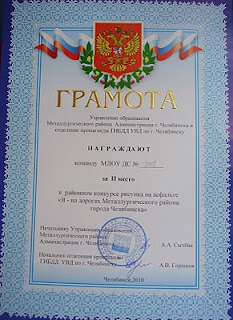 ГРАМОТА
Управление образования
Металлургического района Администрации г. Челябинска и
отделение пропаганды ГИБДД УВД по г. Челябинску
НАГРАЖДАЮТ
команду МДОУ ДС №
за II место
в районном конкурсе рисунка на асфальте
«Я - на дорогах Металлургического района
города Челябинска»
Начальник Управления образования
Металлургического района
Администрации г. Челябинска
А.А. Сычёва
Начальник отделения пропаганды
ГИБДД УВД по г. Челябинску
А.В. Горшков
Челябинск, 2010